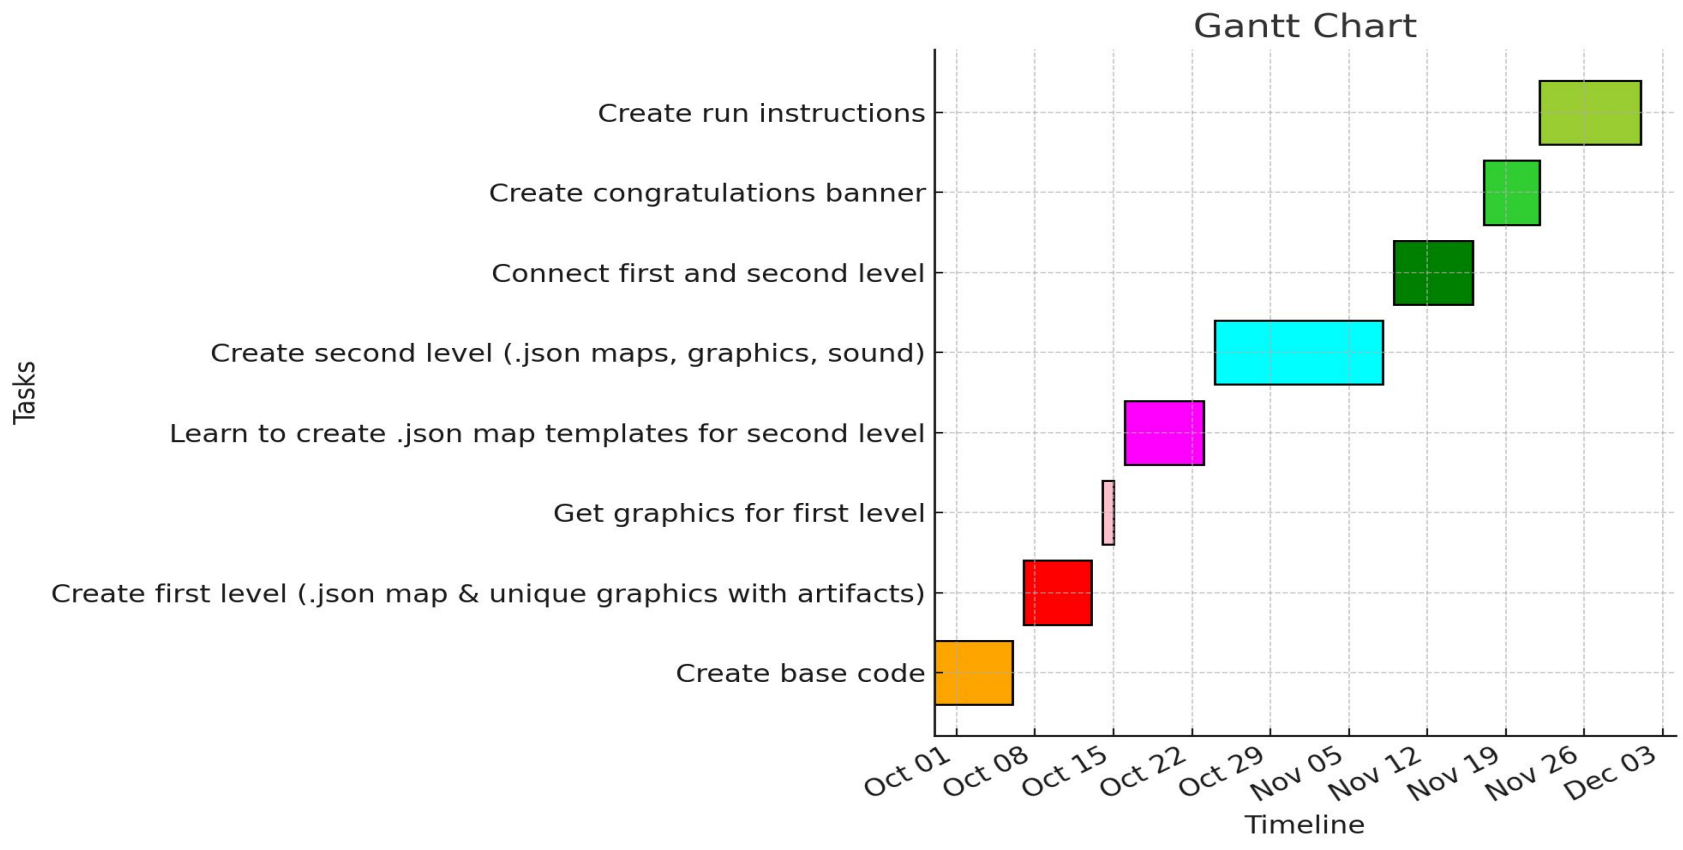 Gantt Chart
Create run instructions
Create congratulations banner
Connect first and second level
Create second level (.json maps, graphics, sound)
Learn to create .json map templates for second level
Get graphics for first level
Create first level (.json map & unique graphics with artifacts)
Create base code
Tasks
Oct 01
Oct 08
Oct 15
Oct 22
Oct 29
Nov 05
Nov 12
Nov 19
Nov 26
Dec 03
Timeline